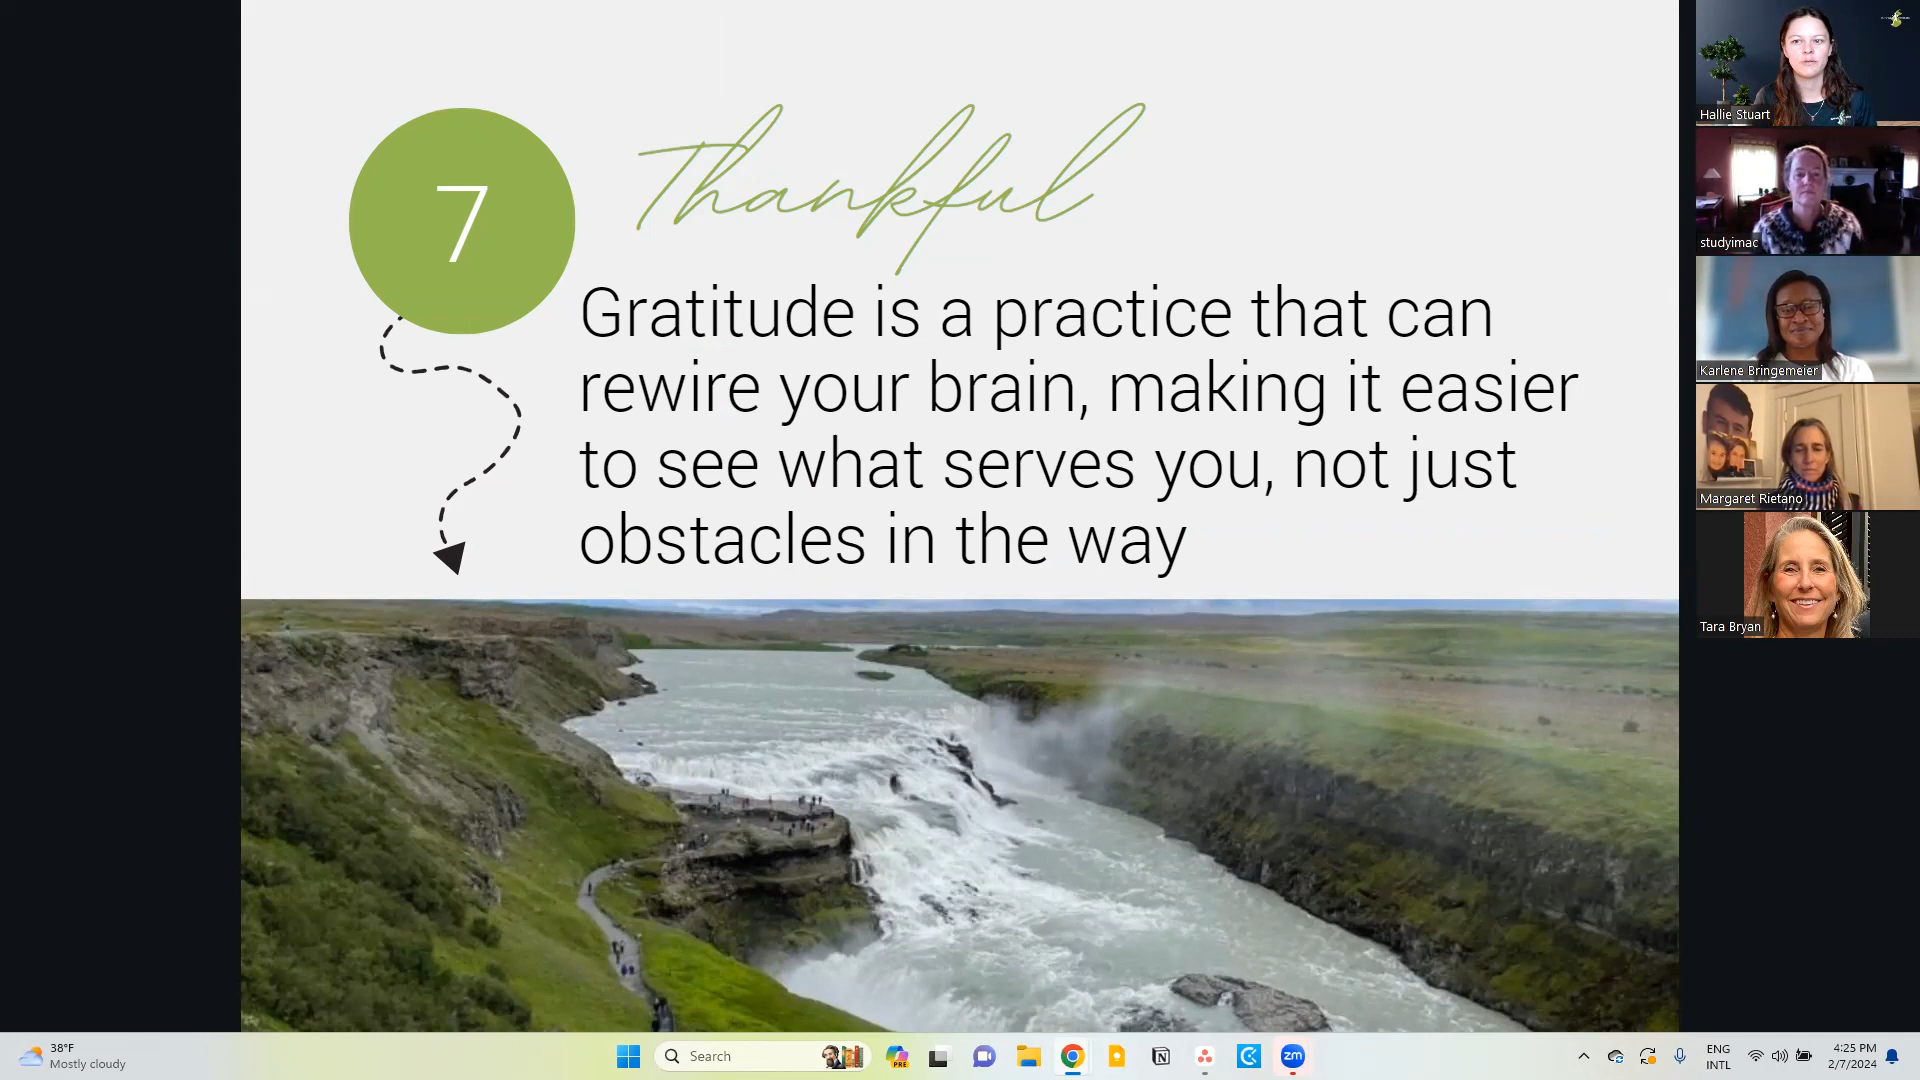 7
Thankful
Gratitude is a practice that can
rewire your brain, making it easier
to see what serves you, not just
obstacles in the way
Hallie Stuart
studyimac
Karlene Bringemeier
Margaret Rietano
Tara Bryan
38°F
Mostly cloudy
Search
PRE
zm
ENG
INTL
4:25 PM
2/7/2024